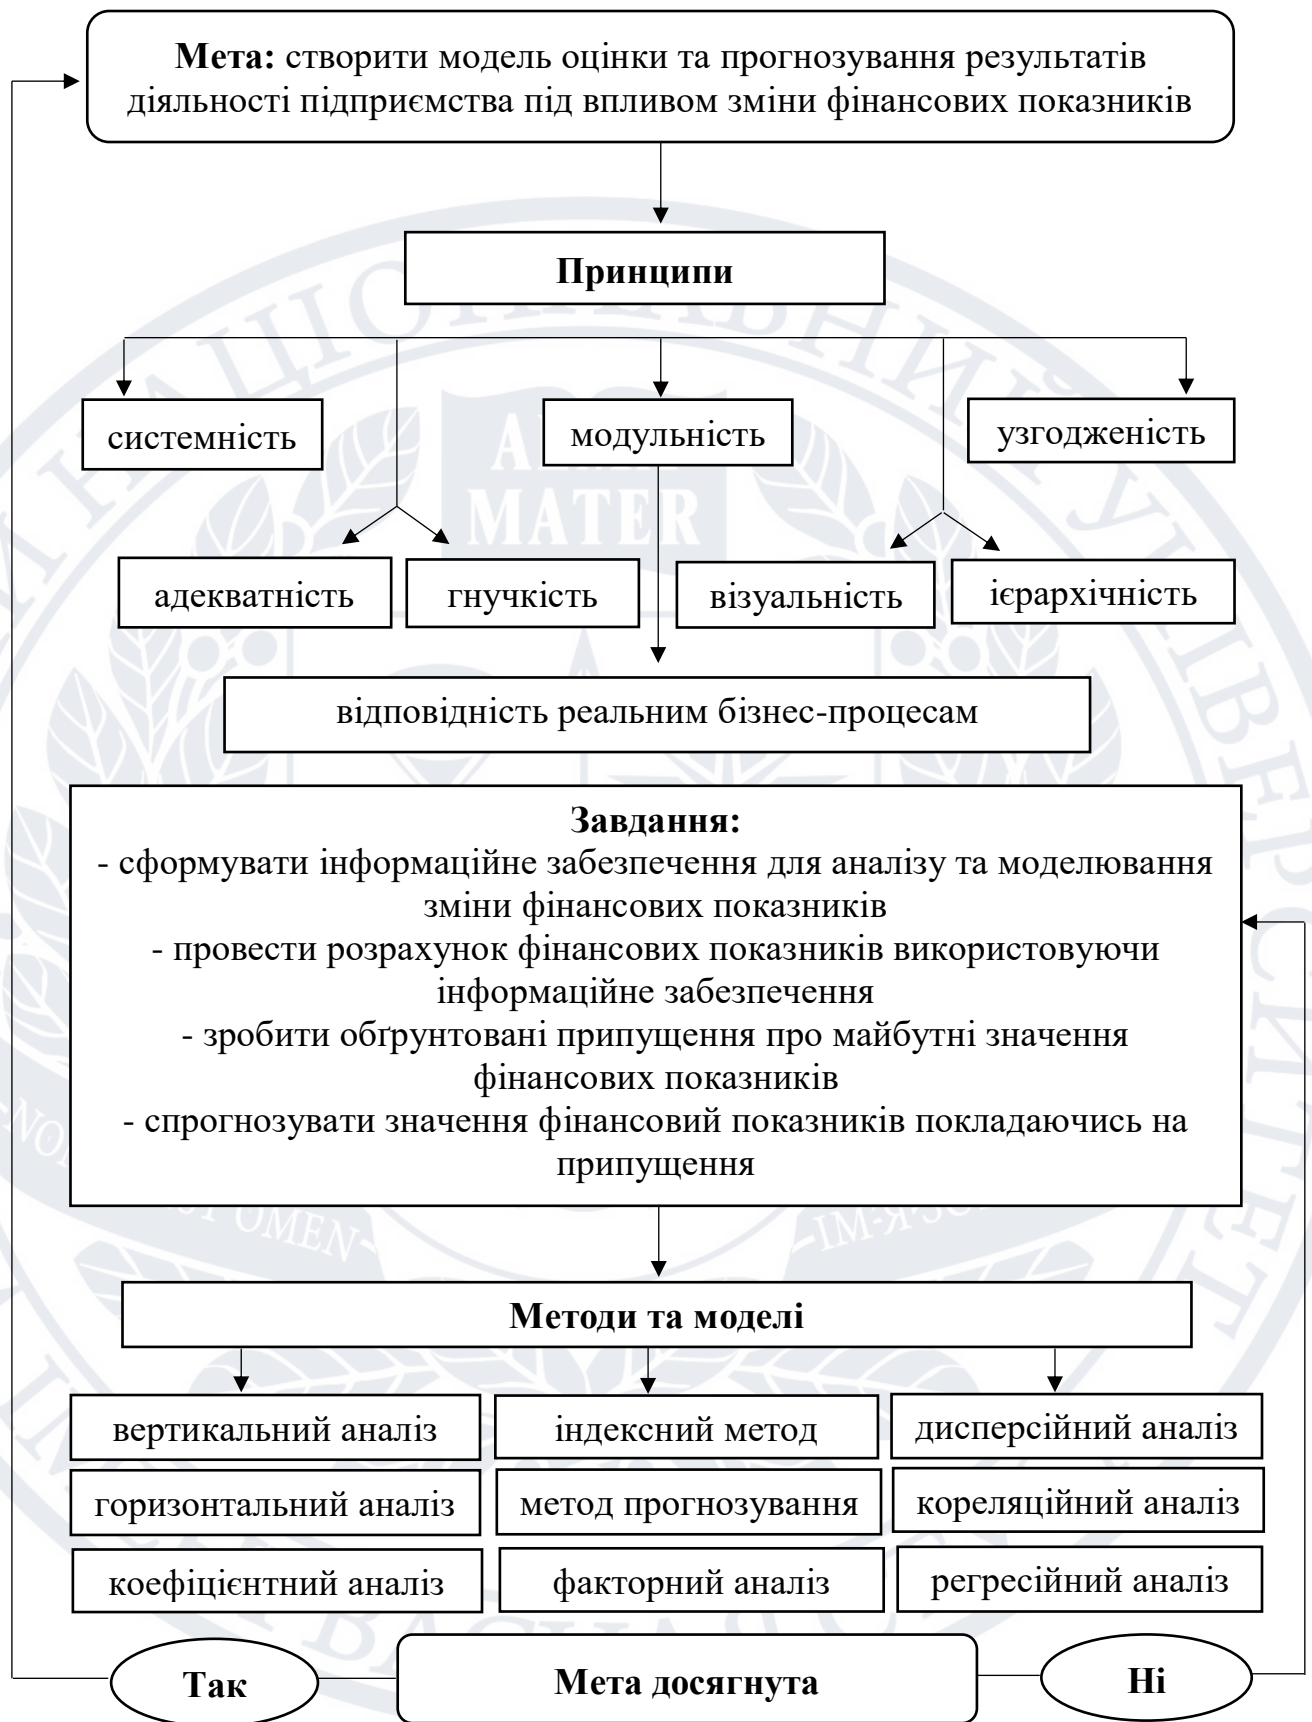 Мета: створити модель оцінки та прогнозування результатів
діяльності підприємства під впливом зміни фінансових показників
Принципи
системність
модульність
узгодженість
адекватність
гнучкість
візуальність
ієрархічність
відповідність реальним бізнес-процесам
Завдання:
- сформувати інформаційне забезпечення для аналізу та моделювання
зміни фінансових показників
- провести розрахунок фінансових показників використовуючи
інформаційне забезпечення
- зробити обґрунтовані припущення про майбутні значення
фінансових показників
- спрогнозувати значення фінансовий показників покладаючись на
припущення
Методи та моделі
вертикальний аналіз
індексний метод
дисперсійний аналіз
горизонтальний аналіз
метод прогнозування
кореляційний аналіз
коефіцієнтний аналіз
факторний аналіз
регресійний аналіз
Так
Мета досягнута
Ні
MATER